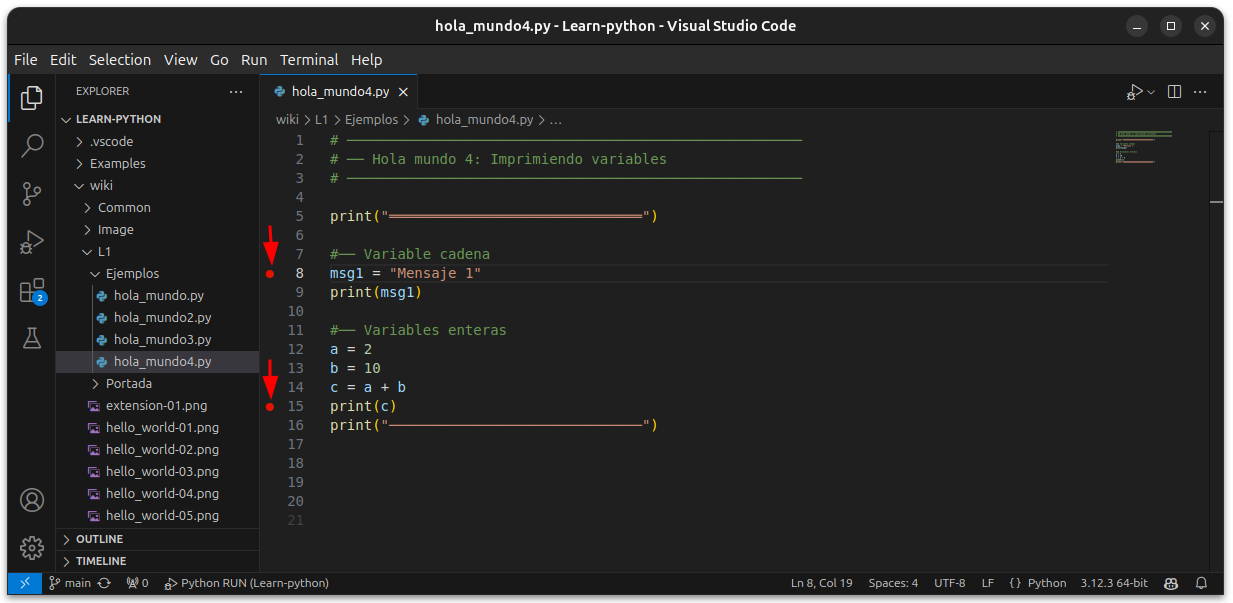 hola_mundo4.py - Learn-python - Visual Studio Code
File Edit Selection View Go Run Terminal Help
EXPLORER
LEARN-PYTHON
.vscode
Examples
wiki
Common
Image
L1
Ejemplos
hola_mundo.py
hola_mundo2.py
hola_mundo3.py
hola_mundo4.py
Portada
extension-01.png
hello_world-01.png
hello_world-02.png
hello_world-03.png
hello_world-04.png
hello_world-05.png
OUTLINE
TIMELINE
2
hola_mundo4.py
wiki > L1 > Ejemplos > hola_mundo4.py > ...
1 # ──────────────────────────────────────────────────────
2 # ── Hola mundo 4: Imprimiendo variables
3 # ──────────────────────────────────────────────────────
4
5 print("══════════════════════════════")
6
7 #── Variable cadena
8 msg1 = "Mensaje 1"
9 print(msg1)
10
11 #── Variables enteras
12 a = 2
13 b = 10
14 c = a + b
15 print(c)
16 print("──────────────────────────────")
17
18
19
20
21
main 0 Python RUN (Learn-python) Ln 8, Col 19 Spaces: 4 UTF-8 LF {} Python 3.12.3 64-bit